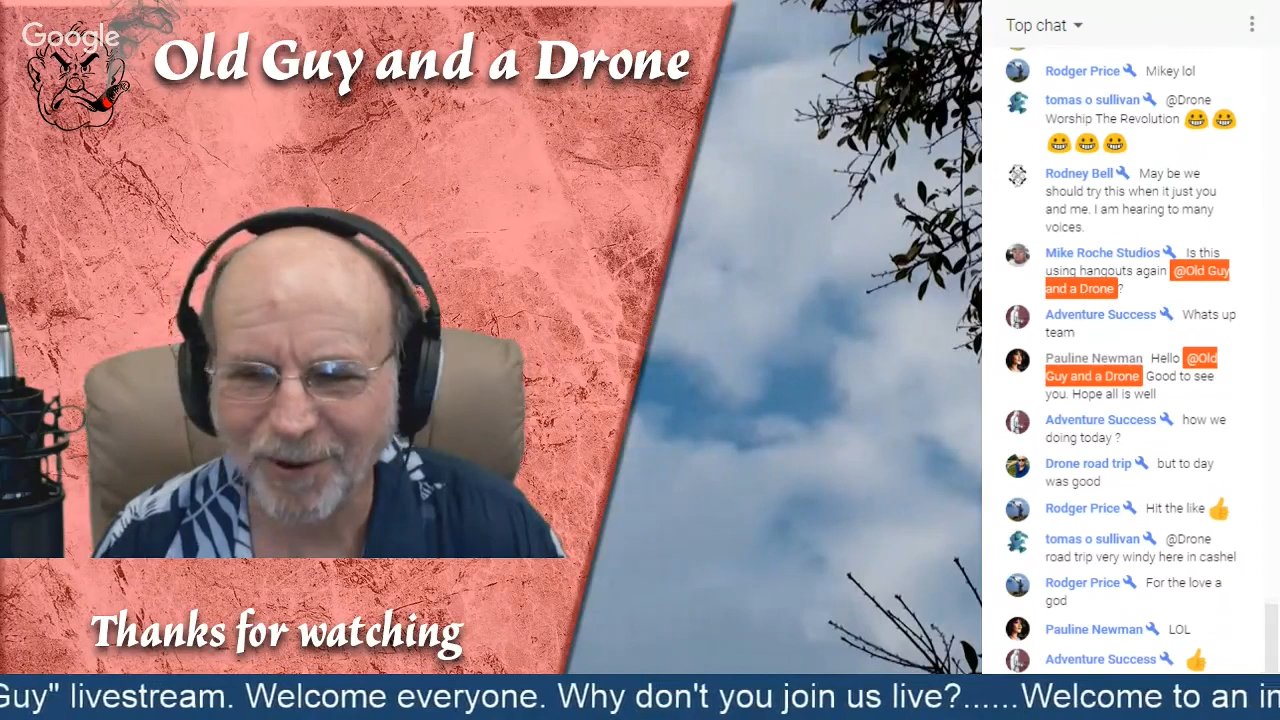 Google
Old Guy and a Drone
Thanks for watching
Top chat
Rodger Price Mikey lol
tomas o sullivan @Drone
Worship The Revolution
Rodney Bell May be we
should try this when it just you
and me. I am hearing to many
voices.
Mike Roche Studios Is this
using hangouts again @Old Guy
and a Drone ?
Adventure Success Whats up
team
Pauline Newman Hello @Old
Guy and a Drone Good to see
you. Hope all is well
Adventure Success how we
doing today ?
Drone road trip but to day
was good
Rodger Price Hit the like
tomas o sullivan @Drone
road trip very windy here in cashel
Rodger Price For the love a
god
Pauline Newman LOL
Adventure Success
Guy" livestream. Welcome everyone. Why don't you join us live?......Welcome to an in